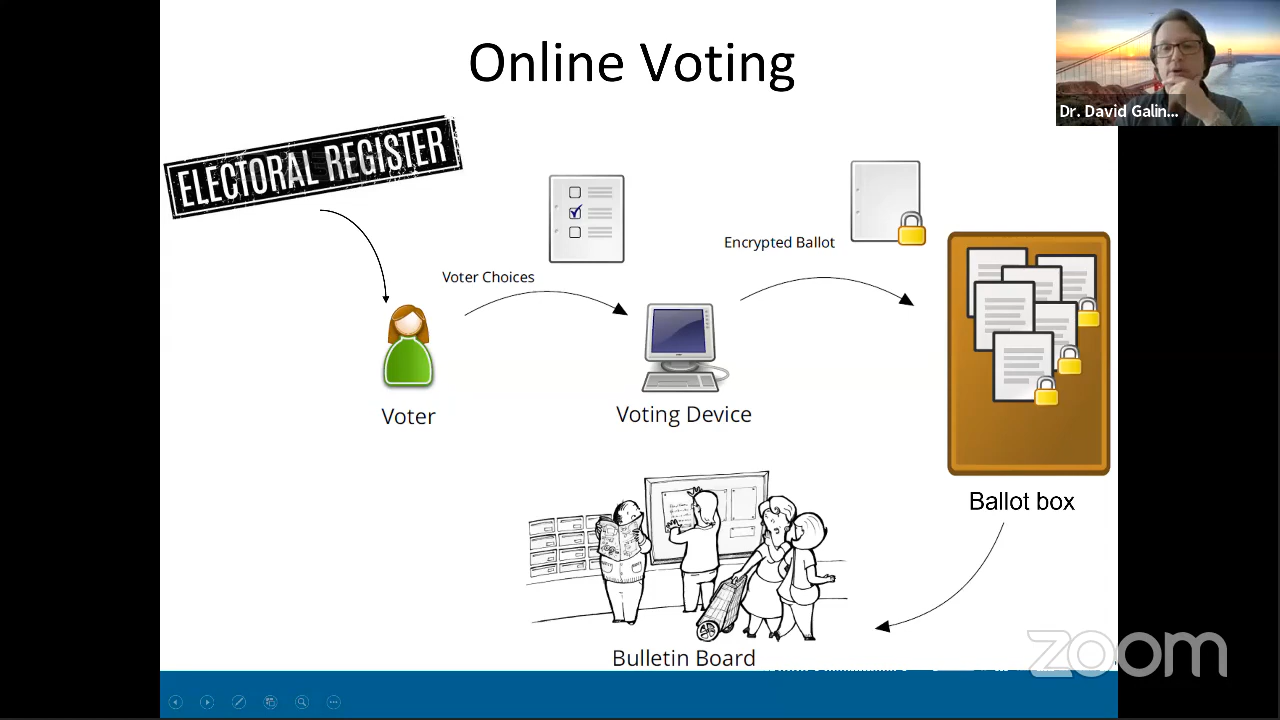 Online Voting
Dr. David Galin...
ELECTORAL REGISTER
Voter Choices
Encrypted Ballot
Voter
Voting Device
Ballot box
Bulletin Board
zoom